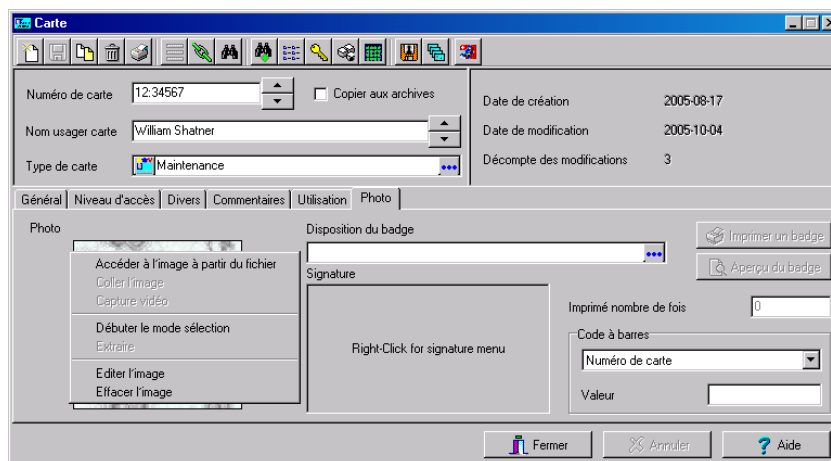 Carte
Numéro de carte
12:34567
Copier aux archives
Nom usager carte
William Shatner
Type de carte
Maintenance
Date de création
2005-08-17
Date de modification
2005-10-04
Décompte des modifications
3
Général
Niveau d'accès
Divers
Commentaires
Utilisation
Photo
Photo
Accéder à l'image à partir du fichier
Coller l'image
Capture vidéo
Débuter le mode sélection
Extraire
Editer l'image
Effacer l'image
Disposition du badge
Signature
Right-Click for signature menu
Imprimer un badge
Aperçu du badge
Imprimé nombre de fois
0
Code à barres
Numéro de carte
Valeur
Fermer
Annuler
Aide